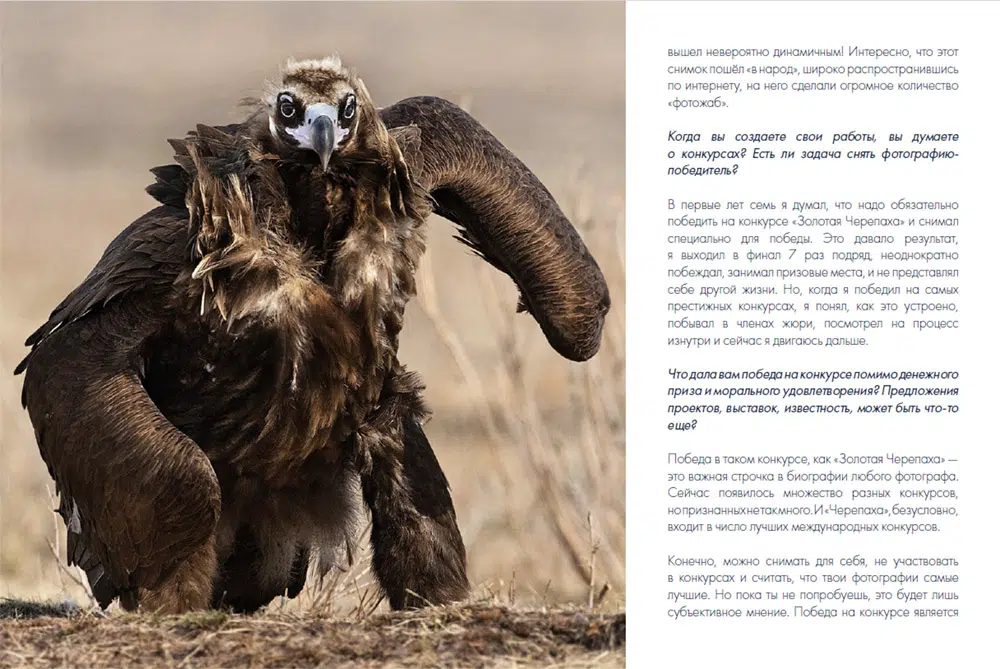 вышел невероятно динамичным! Интересно, что этот
снимок пошёл «в народ», широко распространившись
по интернету, на него сделали огромное количество
«фотожаб».
Когда вы создаете свои работы, вы думаете
о конкурсах? Есть ли задача снять фотографию-
победитель?
В первые лет семь я думал, что надо обязательно
победить на конкурсе «Золотая Черепаха» и снимал
специально для победы. Это давало результат,
я выходил в финал 7 раз подряд, неоднократно
побеждал, занимал призовые места, и не представлял
себе другой жизни. Но, когда я победил на самых
престижных конкурсах, я понял, как это устроено,
побывал в членах жюри, посмотрел на процесс
изнутри и сейчас я двигаюсь дальше.
Что дала вам победа на конкурсе помимо денежного
приза и морального удовлетворения? Предложения
проектов, выставок, известность, может быть что-то
еще?
Победа в таком конкурсе, как «Золотая Черепаха» —
это важная строчка в биографии любого фотографа.
Сейчас появилось множество разных конкурсов,
но признанных не так много. И «Черепаха», безусловно,
входит в число лучших международных конкурсов.
Конечно, можно снимать для себя, не участвовать
в конкурсах и считать, что твои фотографии самые
лучшие. Но пока ты не попробуешь, это будет лишь
субъективное мнение. Победа на конкурсе является